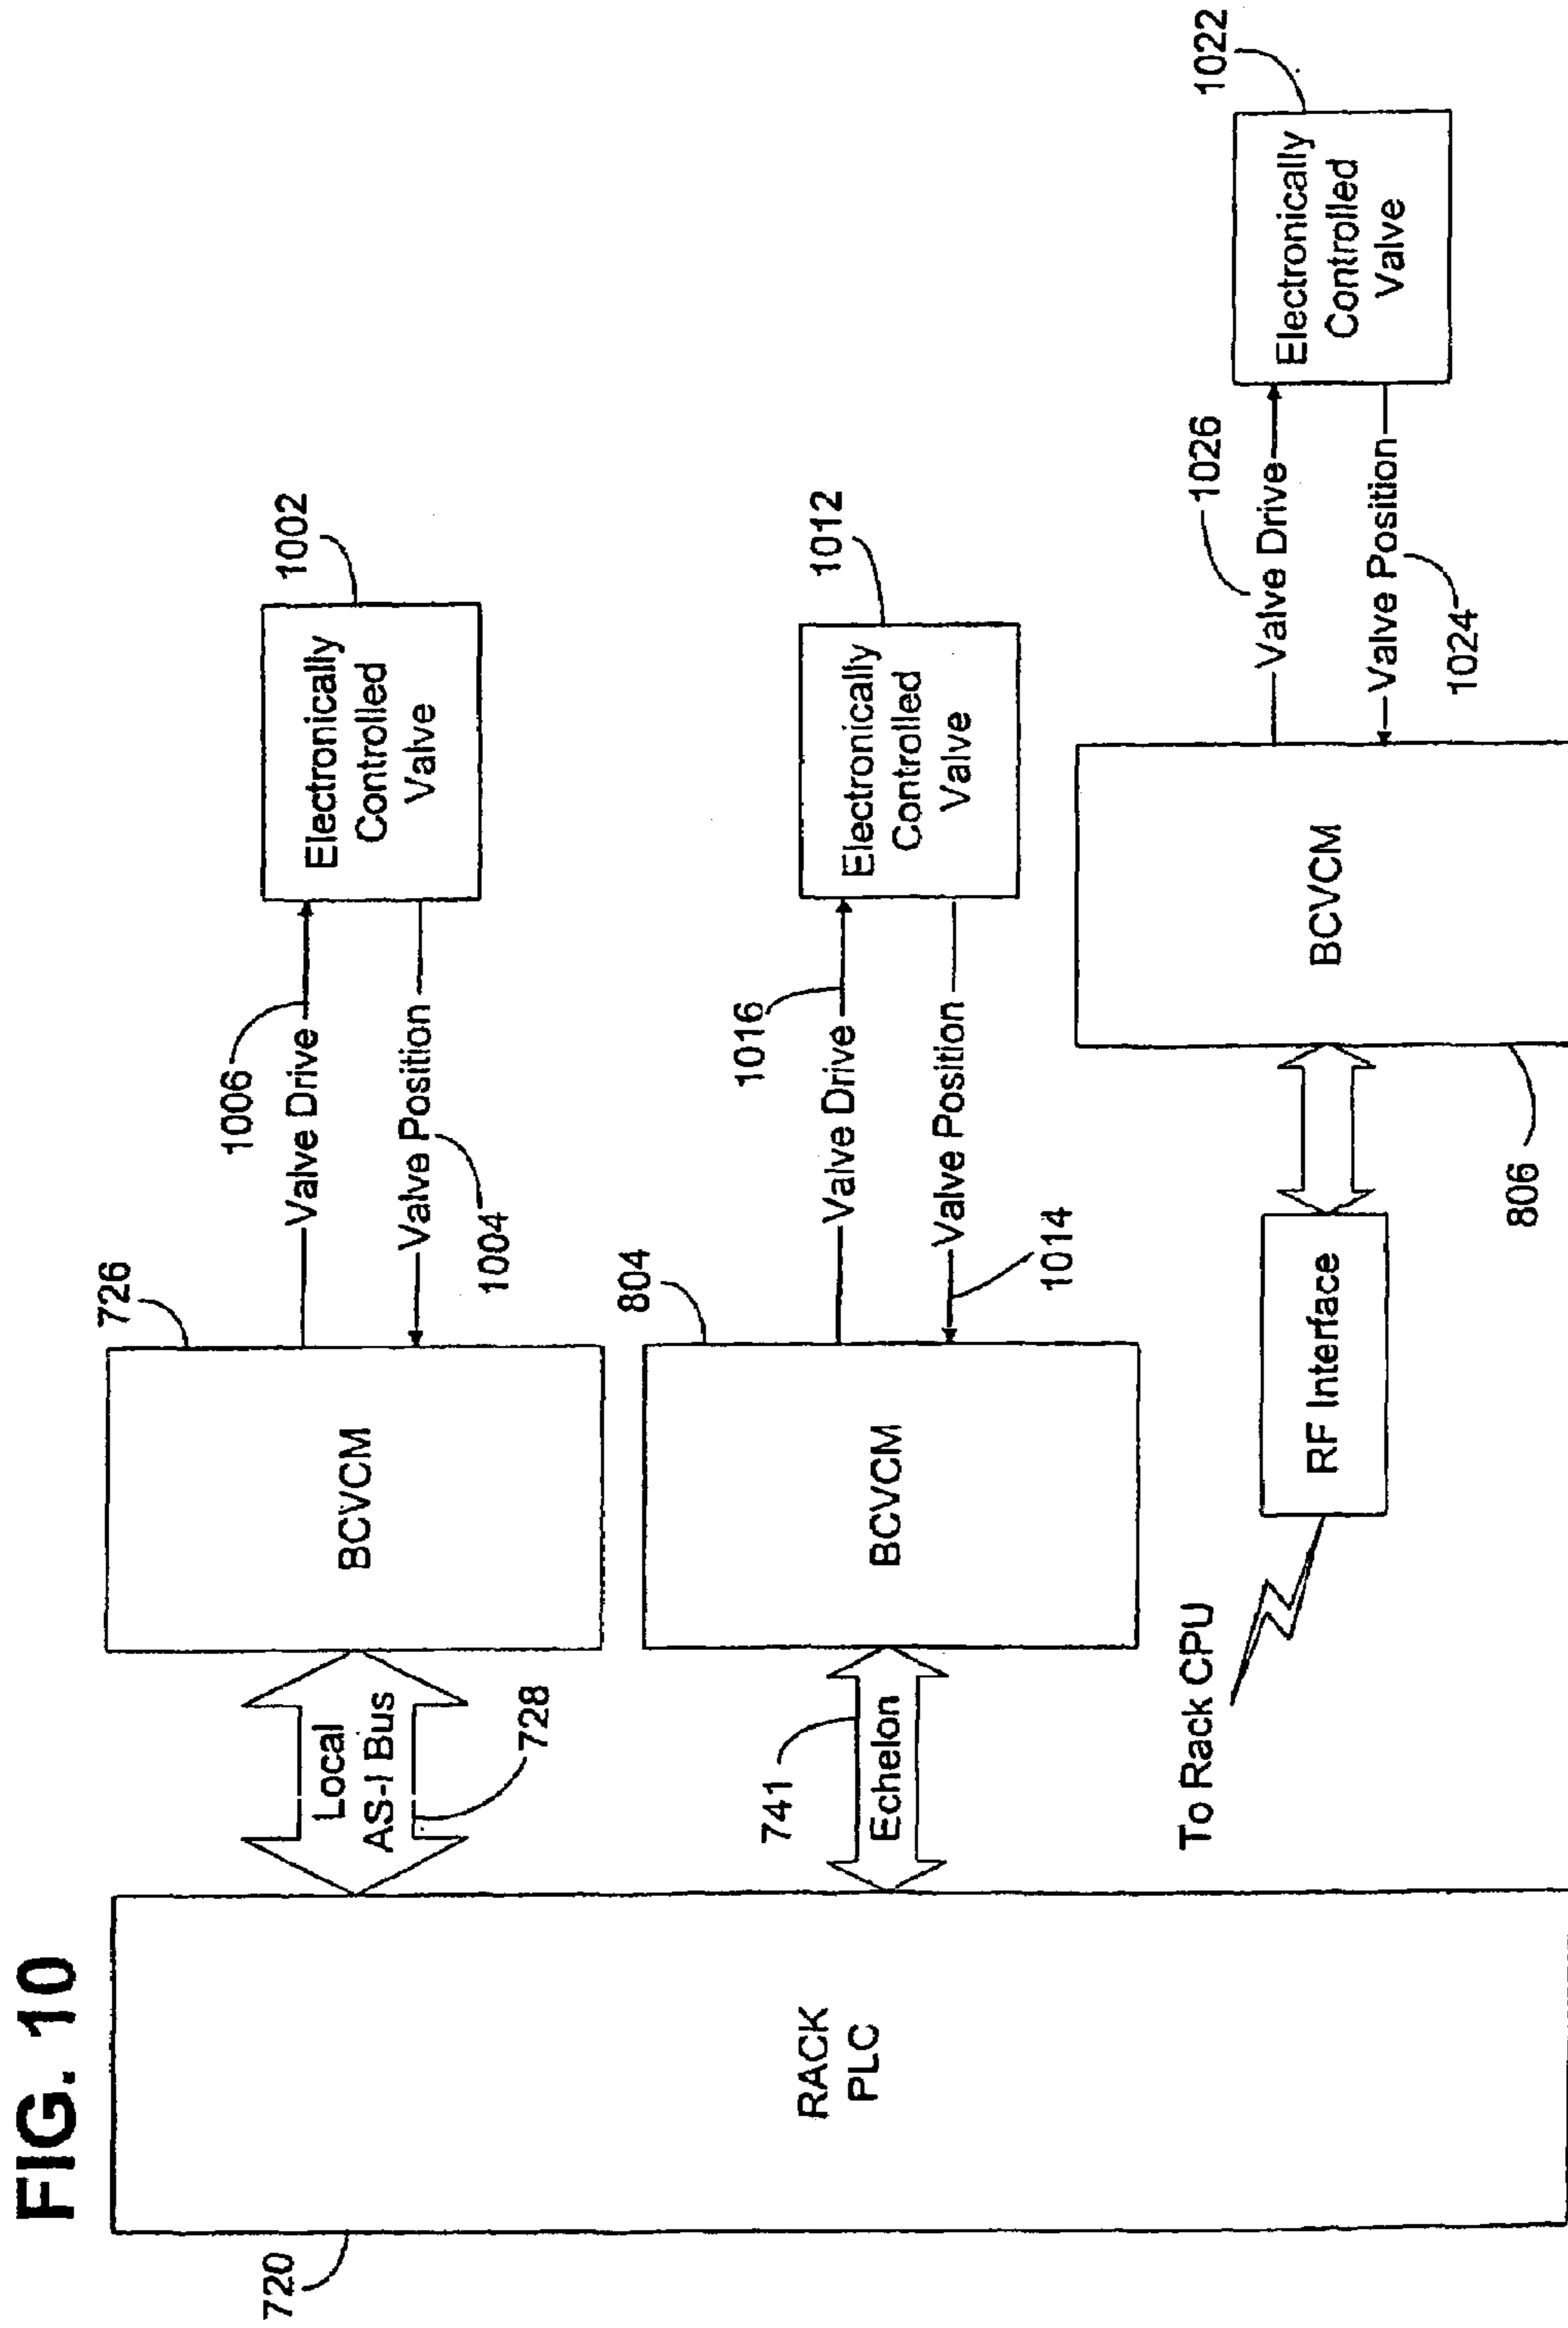 FIG. 10
720
RACK
PLC
Local
AS-I Bus
728
726
BCVCM
1006
Valve Drive
Valve Position
1004
1002
Electronically
Controlled
Valve
741
Echelon
804
BCVCM
1016
Valve Drive
Valve Position
1014
1012
Electronically
Controlled
Valve
To Rack CPU
RF Interface
806
BCVCM
1026
Valve Drive
Valve Position
1024
1022
Electronically
Controlled
Valve